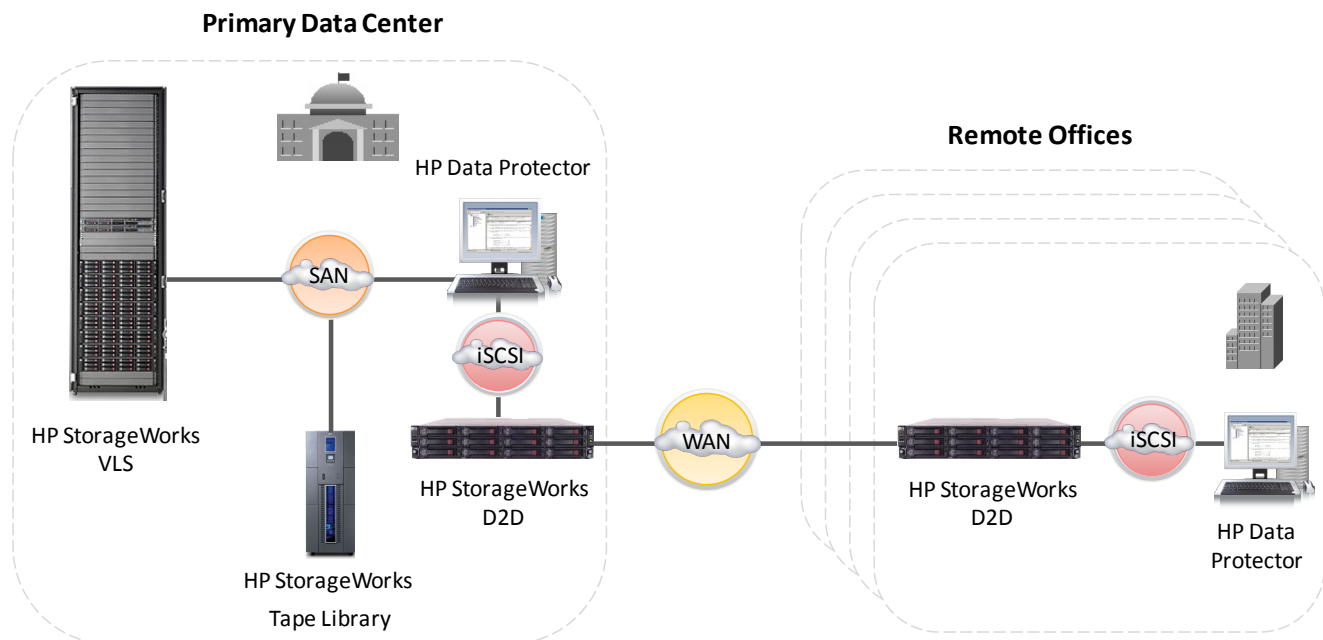 Primary Data Center
Remote Offices
HP Data Protector
SAN
iSCSI
HP StorageWorks
VLS
WAN
iSCSI
HP StorageWorks
D2D
HP StorageWorks
D2D
HP Data
Protector
HP StorageWorks
Tape Library